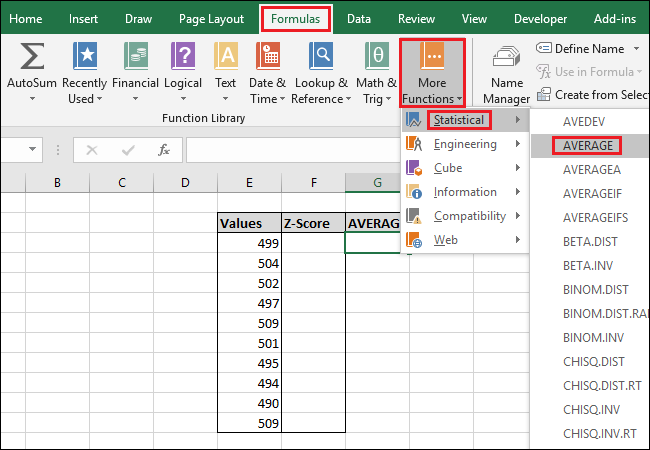 Home Insert Draw Page Layout Formulas Data Review View Developer Add-ins
AutoSum Recently Used Financial Logical Text Date & Time Lookup & Reference Math & Trig More Functions Name Manager
Define Name
Use in Formula
Create from Selec
Function Library
Statistical
Engineering
Cube
Information
Compatibility
Web
AVEDEV
AVERAGE
AVERAGEA
AVERAGEIF
AVERAGEIFS
BETA.DIST
BETA.INV
BINOM.DIST
BINOM.DIST.RA
BINOM.INV
CHISQ.DIST
CHISQ.DIST.RT
CHISQ.INV
CHISQ.INV.RT
fx
B C D E F G
Values Z-Score AVERAG
499
504
502
497
509
501
495
494
490
509